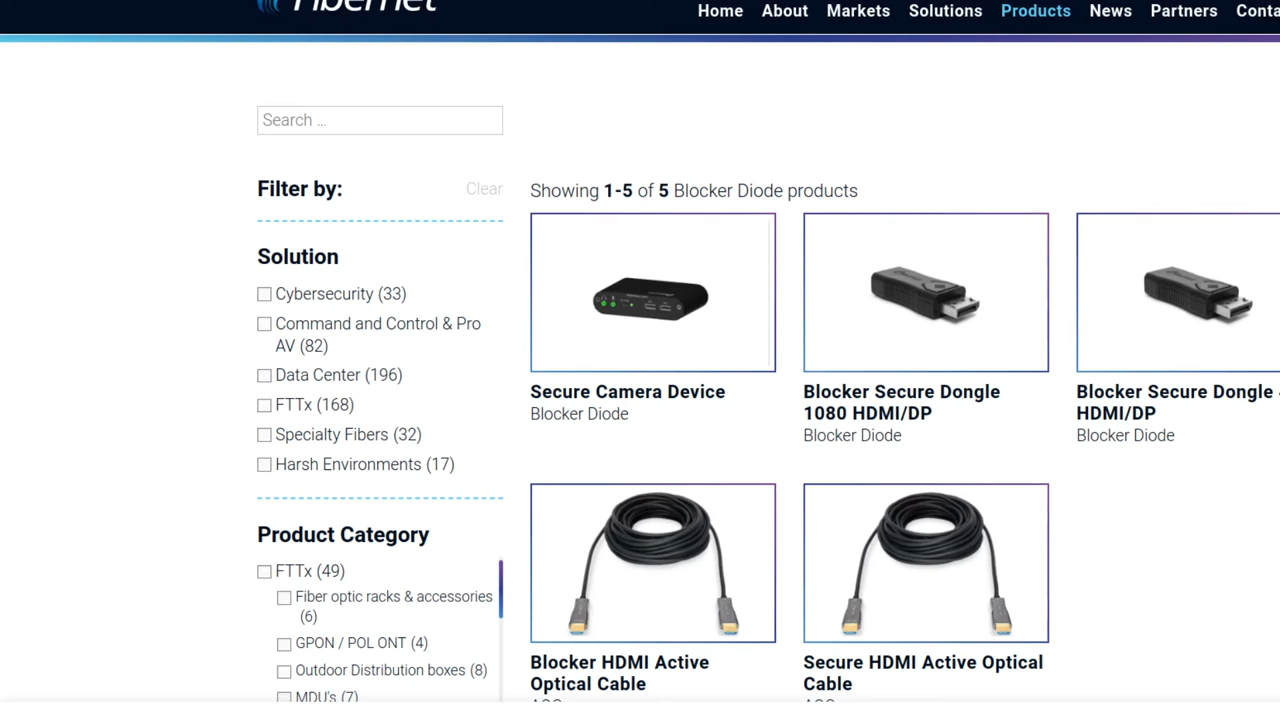 Fibernet
Home About Markets Solutions Products News Partners Conta
Search ...
Filter by: Clear
Solution
Cybersecurity (33)
Command and Control & Pro
AV (82)
Data Center (196)
FTTx (168)
Specialty Fibers (32)
Harsh Environments (17)
Product Category
FTTx (49)
Fiber optic racks & accessories
(6)
GPON / POL ONT (4)
Outdoor Distribution boxes (8)
MDU's (7)
Showing 1-5 of 5 Blocker Diode products
Secure Camera Device
Blocker Diode
Blocker Secure Dongle
1080 HDMI/DP
Blocker Diode
Blocker Secure Dongle
HDMI/DP
Blocker Diode
Blocker HDMI Active
Optical Cable
Secure HDMI Active Optical
Cable